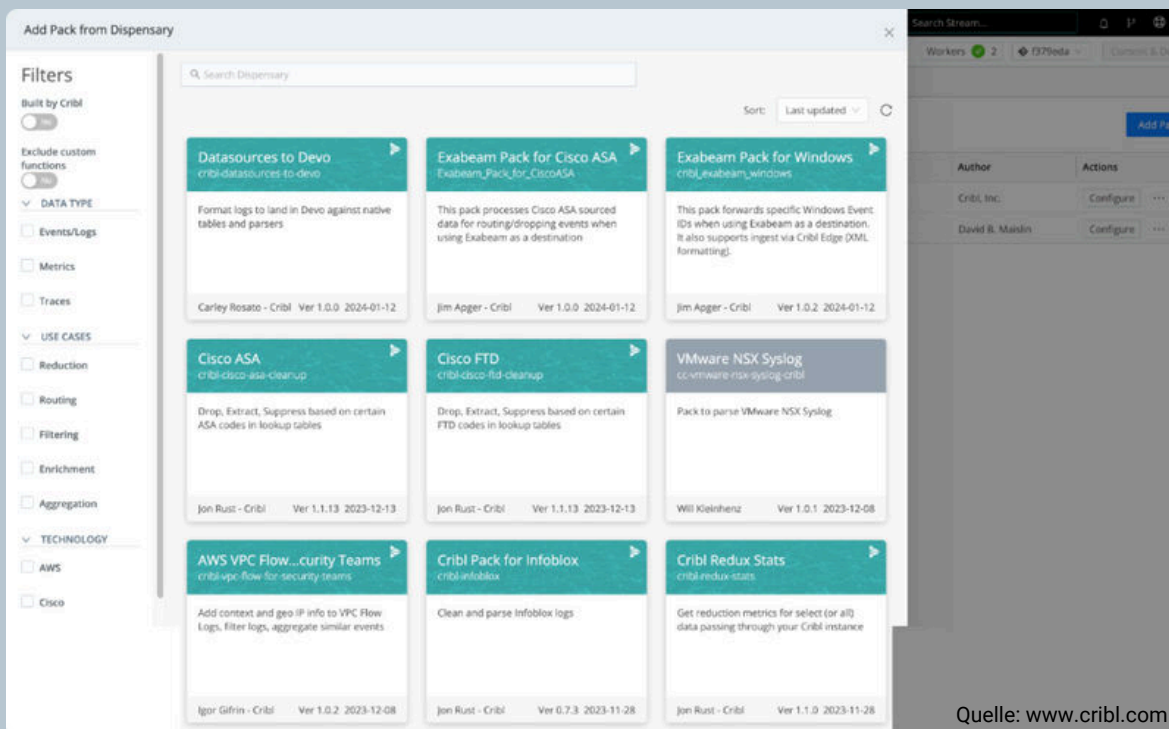 Add Pack from Dispensary
Search Stream...
Workers 2 f379eda
Filters
Search Dispensary
Built by Cribl
No
Sort: Last updated
Add Pa
Exclude custom
functions
No
DATA TYPE
Events/Logs
Metrics
Traces
USE CASES
Reduction
Routing
Filtering
Enrichment
Aggregation
TECHNOLOGY
AWS
Cisco
Datasources to Devo
cribl-datasources-to-devo
Format logs to land in Devo against native
tables and parsers
Carley Rosato - Cribl Ver 1.0.0 2024-01-12
Exabeam Pack for Cisco ASA
Exabeam_Pack_for_CiscoASA
This pack processes Cisco ASA sourced
data for routing/dropping events when
using Exabeam as a destination
Jim Apger - Cribl Ver 1.0.0 2024-01-12
Exabeam Pack for Windows
cribl_exabeam_windows
This pack forwards specific Windows Event
IDs when using Exabeam as a destination.
It also supports ingest via Cribl Edge (XML
formatting).
Jim Apger - Cribl Ver 1.0.2 2024-01-12
Cisco ASA
cribl-cisco-asa-cleanup
Drop, Extract, Suppress based on certain
ASA codes in lookup tables
Jon Rust - Cribl Ver 1.1.13 2023-12-13
Cisco FTD
cribl-cisco-ftd-cleanup
Drop, Extract, Suppress based on certain
FTD codes in lookup tables
Jon Rust - Cribl Ver 1.1.13 2023-12-13
VMware NSX Syslog
cc-vmware-nsx-syslog-cribl
Pack to parse VMware NSX Syslog
Will Kleinhenz Ver 1.0.1 2023-12-08
AWS VPC Flow...curity Teams
cribl-vpc-flow-for-security-teams
Add context and geo IP info to VPC Flow
Logs, filter logs, aggregate similar events
Igor Gifrin - Cribl Ver 1.0.2 2023-12-08
Cribl Pack for Infoblox
cribl-infoblox
Clean and parse Infoblox logs
Jon Rust - Cribl Ver 0.7.3 2023-11-28
Cribl Redux Stats
cribl-redux-stats
Get reduction metrics for select (or all)
data passing through your Cribl instance
Jon Rust - Cribl Ver 1.1.0 2023-11-28
Author Actions
Cribl, Inc. Configure ...
David B. Maislin Configure ...
Quelle: www.cribl.com